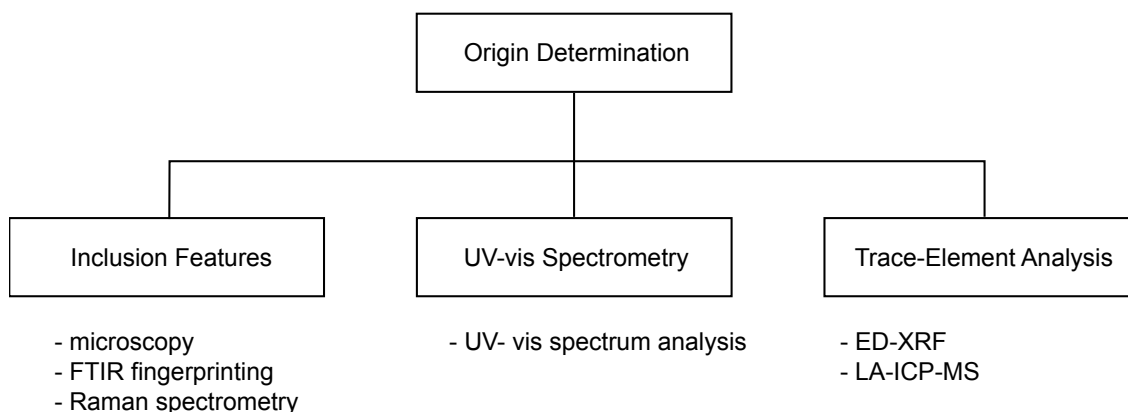 Origin Determination
Inclusion Features
UV-vis Spectrometry
Trace-Element Analysis
- microscopy
- FTIR fingerprinting
- Raman spectrometry
- UV- vis spectrum analysis
- ED-XRF
- LA-ICP-MS